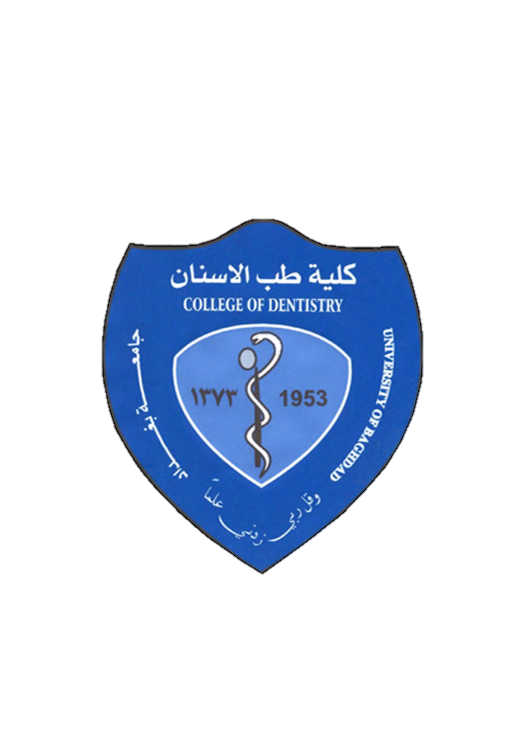 كلية طب الاسنان
COLLEGE OF DENTISTRY
١٣٧٣ 1953
جامعة بغداد
UNIVERSITY OF BAGHDAD
وقل ربي زدني علماً